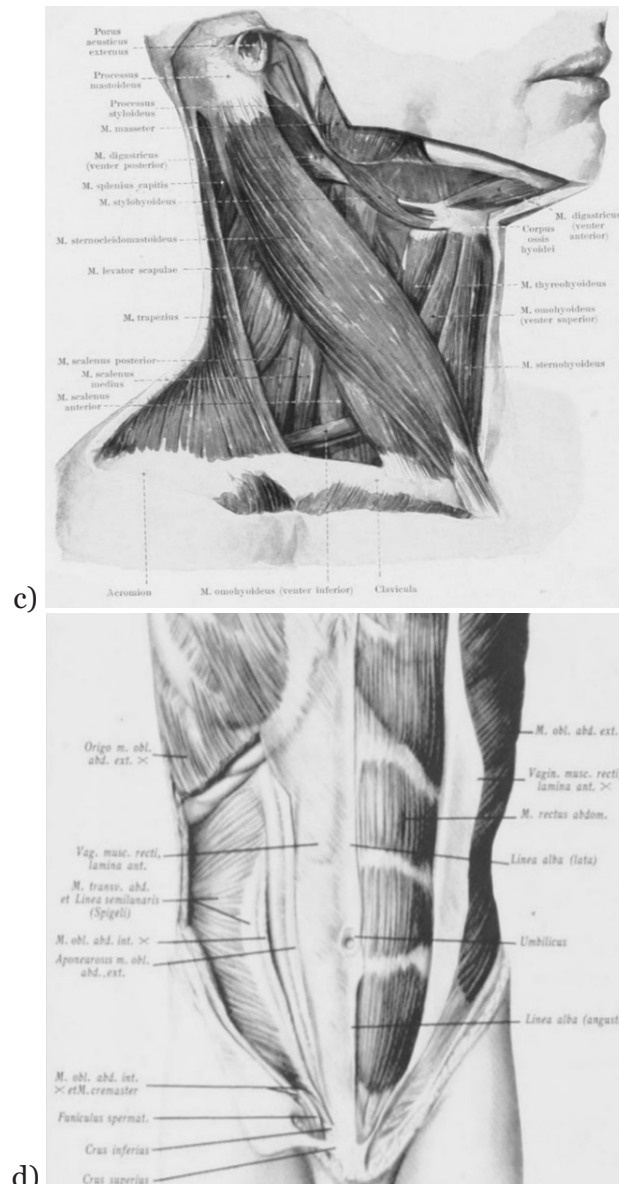 Porus
acusticus
externus
Processus
mastoideus
Processus
styloideus
M. masseter
M. digastricus
(venter posterior)
M. splenius capitis
M. stylohyoideus
M. sternocleidomastoideus
M. levator scapulae
M. trapezius
M. scalenus posterior
M. scalenus
medius
M. scalenus
anterior
M. digastricus
(venter
anterior)
Corpus
ossis
hyoidei
M. thyreohyoideus
M. omohyoideus
(venter superior)
M. sternohyoideus
Acromion
M. omohyoideus (venter inferior)
Clavicula
c)
Origo m. obl.
abd. ext. ×
Vag. musc. recti,
lamina ant.
M. transv. abd.
et Linea semilunaris
(Spigeli)
M. obl. abd. int. ×
Aponeurosis m. obl.
abd. ext.
M. obl. abd. int.
× et M. cremaster
Funiculus spermat.
Crus inferius
Crus superius
M. obl. abd. ext.
Vagin. musc. recti,
lamina ant. ×
M. rectus abdom.
Linea alba (lata)
Umbilicus
Linea alba (angust
d)